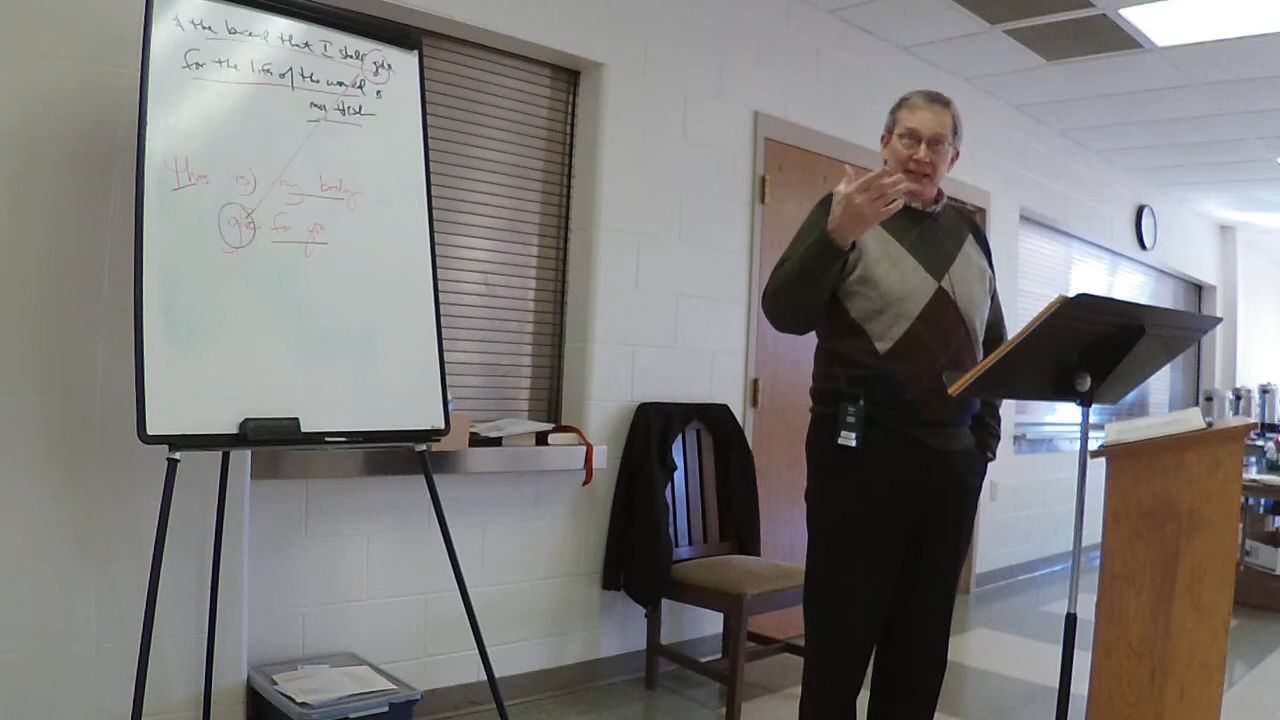 & the bread that I shall give
for the life of the world is
my flesh
This is my body
given for you